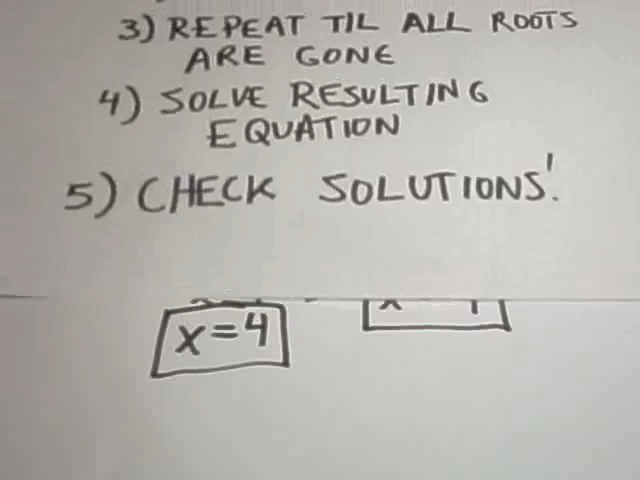 3) REPEAT TIL ALL ROOTS
ARE GONE
4) SOLVE RESULTING
EQUATION
5) CHECK SOLUTIONS!
x=4